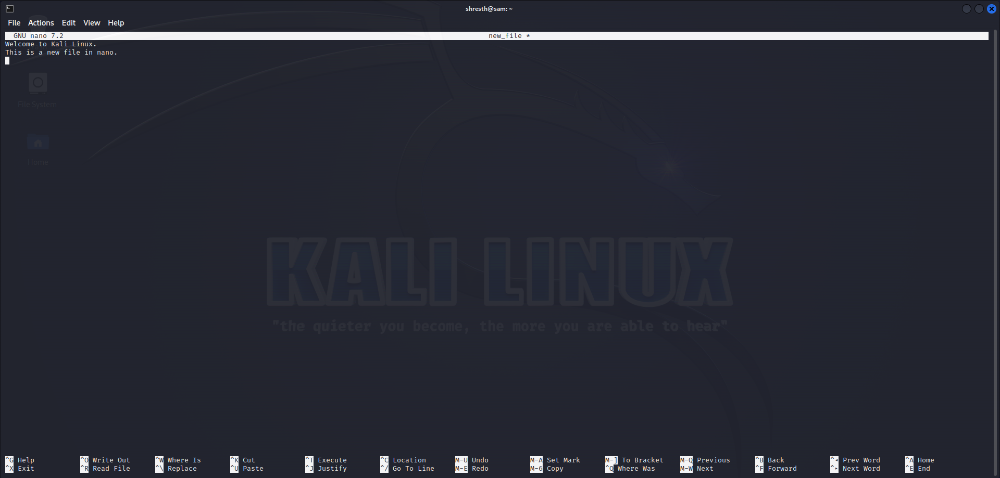 shresth@sam: ~
File Actions Edit View Help
GNU nano 7.2 new_file *
Welcome to Kali Linux.
This is a new file in nano.
File System
Home
KALI LINUX
"the quieter you become, the more you are able to hear"
^G Help ^O Write Out ^W Where Is ^K Cut ^T Execute ^C Location M-U Undo M-A Set Mark M-] To Bracket M-Q Previous ^B Back ^◂ Prev Word ^A Home
^X Exit ^R Read File ^\ Replace ^U Paste ^J Justify ^/ Go To Line M-E Redo M-6 Copy ^Q Where Was M-W Next ^F Forward ^▸ Next Word ^E End